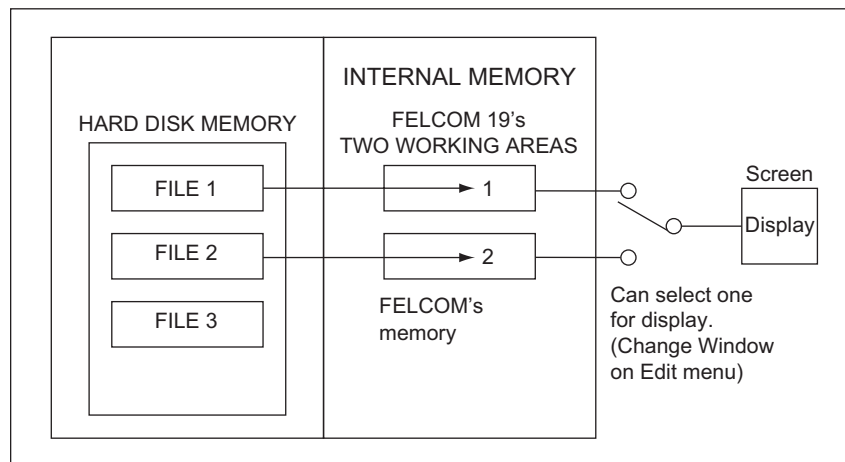 HARD DISK MEMORY
FILE 1
FILE 2
FILE 3
INTERNAL MEMORY
FELCOM 19's
TWO WORKING AREAS
1
2
FELCOM's
memory
Screen
Display
Can select one
for display.
(Change Window
on Edit menu)